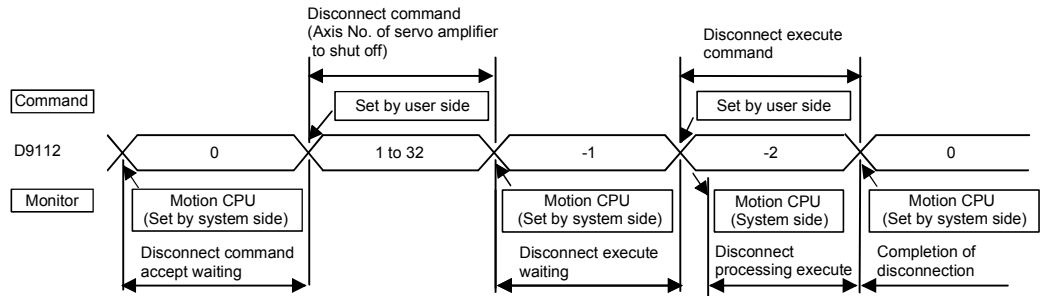 Disconnect command
(Axis No. of servo amplifier
to shut off)
Disconnect execute
command
Command
Set by user side
Set by user side
D9112
0
1 to 32
-1
-2
0
Monitor
Motion CPU
(Set by system side)
Motion CPU
(Set by system side)
Motion CPU
(System side)
Motion CPU
(Set by system side)
Disconnect command
accept waiting
Disconnect execute
waiting
Disconnect
processing execute
Completion of
disconnection